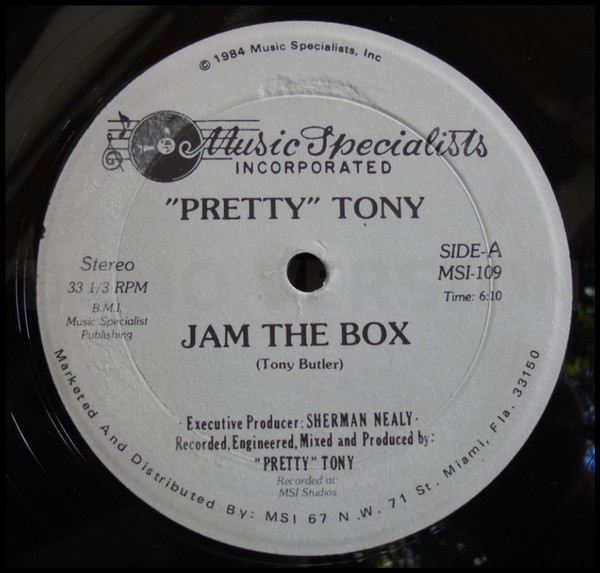 © 1984 Music Specialists, Inc
Music Specialists
INCORPORATED
"PRETTY" TONY
Stereo
33 1/3 RPM
B.M.I.
Music Specialist
Publishing
SIDE-A
MSI-109
Time: 6:10
JAM THE BOX
(Tony Butler)
· Executive Producer: SHERMAN NEALY ·
Recorded, Engineered, Mixed and Produced by:
"PRETTY" TONY
Recorded at:
MSI Studios
Marketed And Distributed By: MSI 67 N.W. 71 St. Miami, Fla. 33150